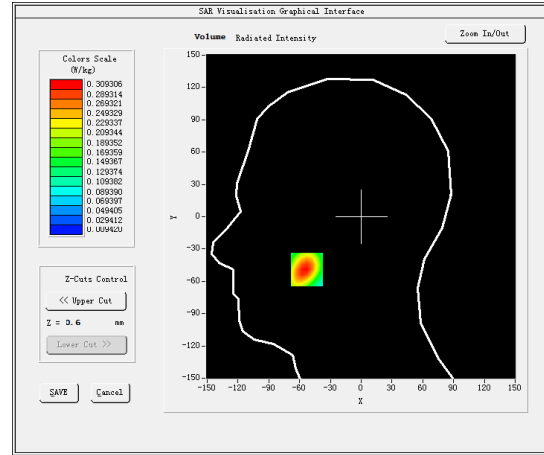 SAR Visualisation Graphical Interface
Volume Radiated Intensity
Zoom In/Out
Colors Scale
(W/kg)
0.309306
0.289314
0.269321
0.249329
0.229337
0.209344
0.189352
0.169359
0.149367
0.129374
0.109382
0.089390
0.069397
0.049405
0.029412
0.009420
Z-Cuts Control
<< Upper Cut
Z = 0.6 mm
Lower Cut >>
SAVE Cancel
150
120
90
60
30
0
-30
-60
-90
-120
-150
Y
-150 -120 -90 -60 -30 0 30 60 90 120 150
X